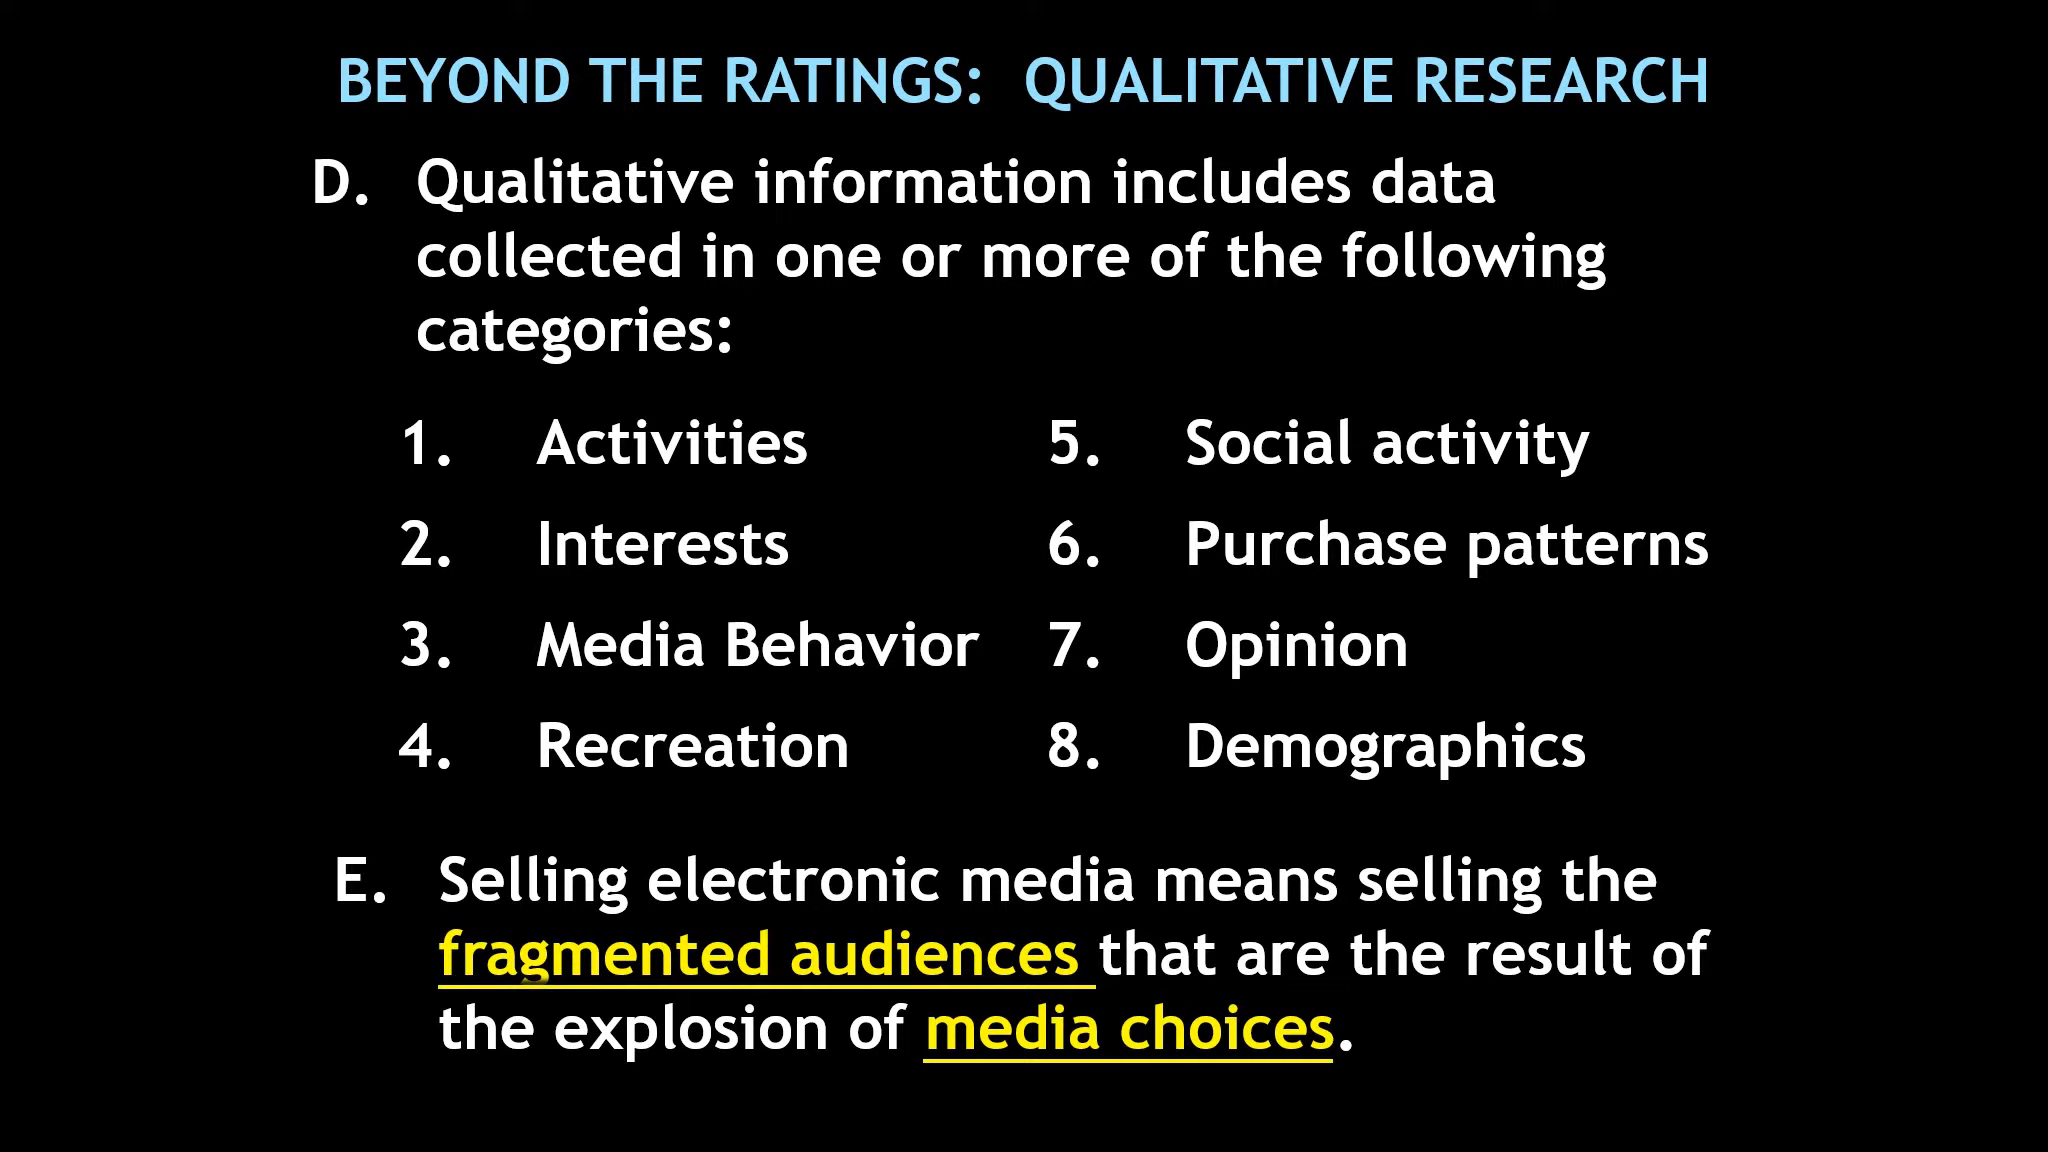 BEYOND THE RATINGS: QUALITATIVE RESEARCH
D. Qualitative information includes data
collected in one or more of the following
categories:
1. Activities
2. Interests
3. Media Behavior
4. Recreation
5. Social activity
6. Purchase patterns
7. Opinion
8. Demographics
E. Selling electronic media means selling the
fragmented audiences that are the result of
the explosion of media choices.